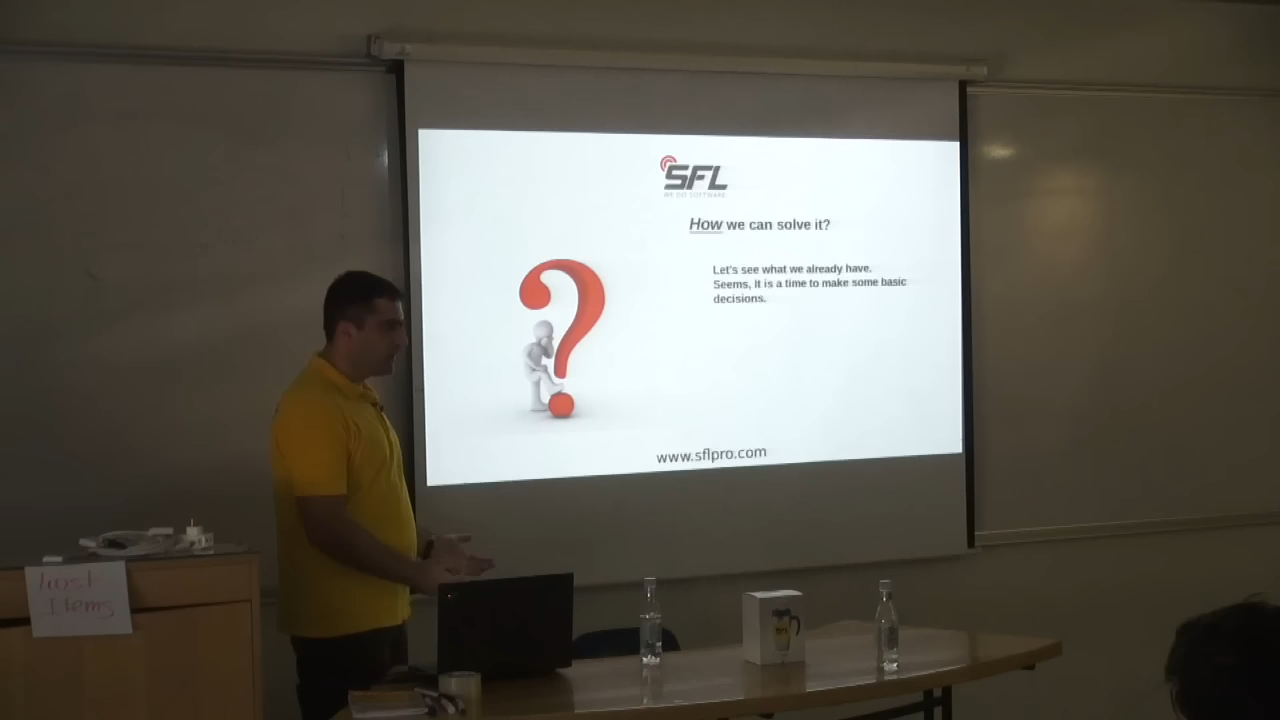 SFL
WE DO SOFTWARE
How we can solve it?
Let's see what we already have.
Seems, It is a time to make some basic
decisions.
www.sflpro.com
Lost
Items